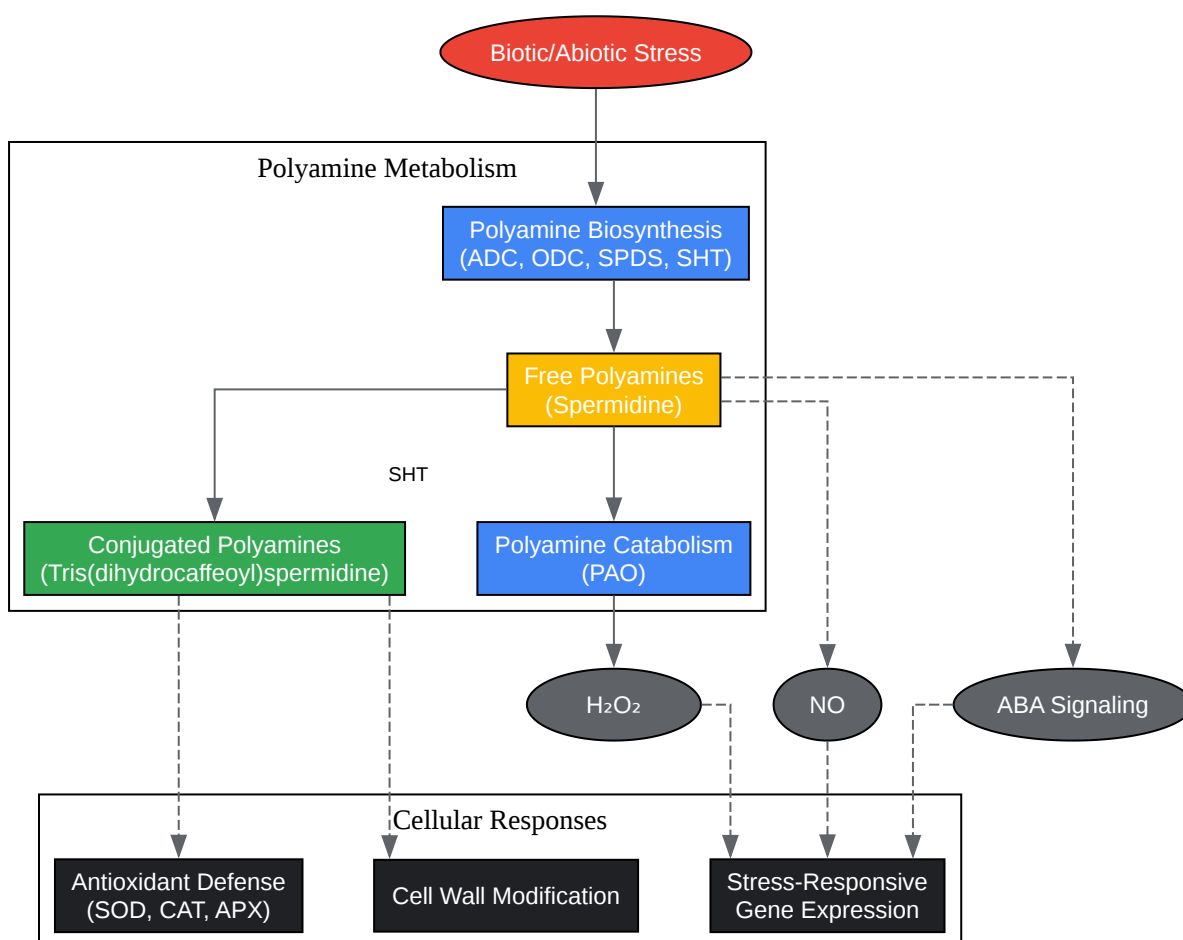 Biotic/Abiotic Stress
Polyamine Metabolism
Polyamine Biosynthesis
(ADC, ODC, SPDS, SHT)
Free Polyamines
(Spermidine)
SHT
Conjugated Polyamines
(Tris(dihydrocaffeoyl)spermidine)
Polyamine Catabolism
(PAO)
H₂O₂
NO
ABA Signaling
Cellular Responses
Antioxidant Defense
(SOD, CAT, APX)
Cell Wall Modification
Stress-Responsive
Gene Expression